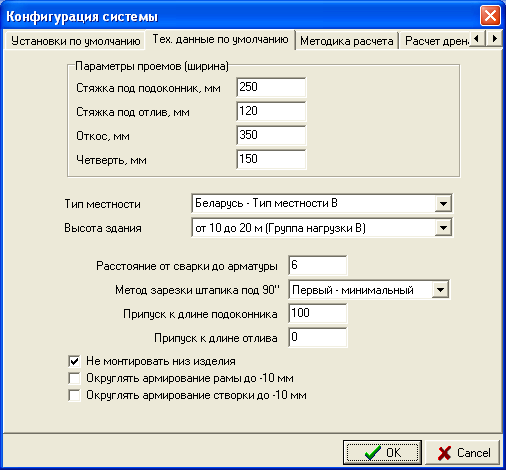 Конфигурация системы
Установки по умолчанию Тех. данные по умолчанию Методика расчета Расчет
Параметры проемов (ширина)
Стяжка под подоконник, мм 250
Стяжка под отлив, мм 120
Откос, мм 350
Четверть, мм 150
Тип местности Беларусь - Тип местности В
Высота здания от 10 до 20 м (Группа нагрузки В)
Расстояние от сварки до арматуры 6
Метод зарезки штапика под 90" Первый - минимальный
Припуск к длине подоконника 100
Припуск к длине отлива 0
Не монтировать низ изделия
Округлять армирование рамы до -10 мм
Округлять армирование створки до -10 мм
OK Cancel